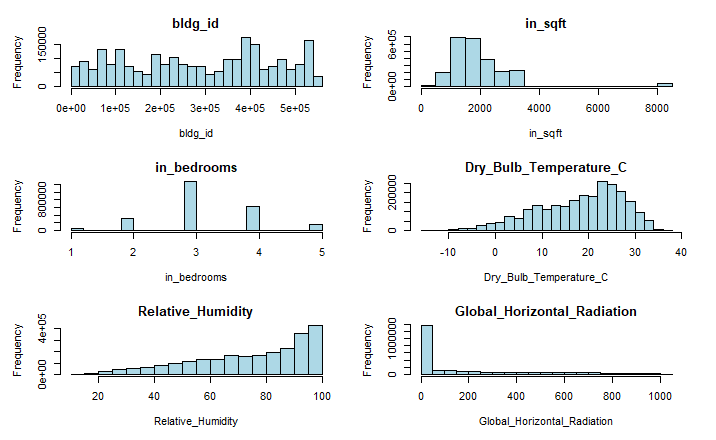 bldg_id
Frequency
0 150000
0e+00 1e+05 2e+05 3e+05 4e+05 5e+05
bldg_id
in_sqft
Frequency
0e+00 6e+05
0 2000 4000 6000 8000
in_sqft
in_bedrooms
Frequency
0 800000
1 2 3 4 5
in_bedrooms
Dry_Bulb_Temperature_C
Frequency
0 200000
-10 0 10 20 30 40
Dry_Bulb_Temperature_C
Relative_Humidity
Frequency
0e+00 4e+05
20 40 60 80 100
Relative_Humidity
Global_Horizontal_Radiation
Frequency
0 1000000
0 200 400 600 800 1000
Global_Horizontal_Radiation